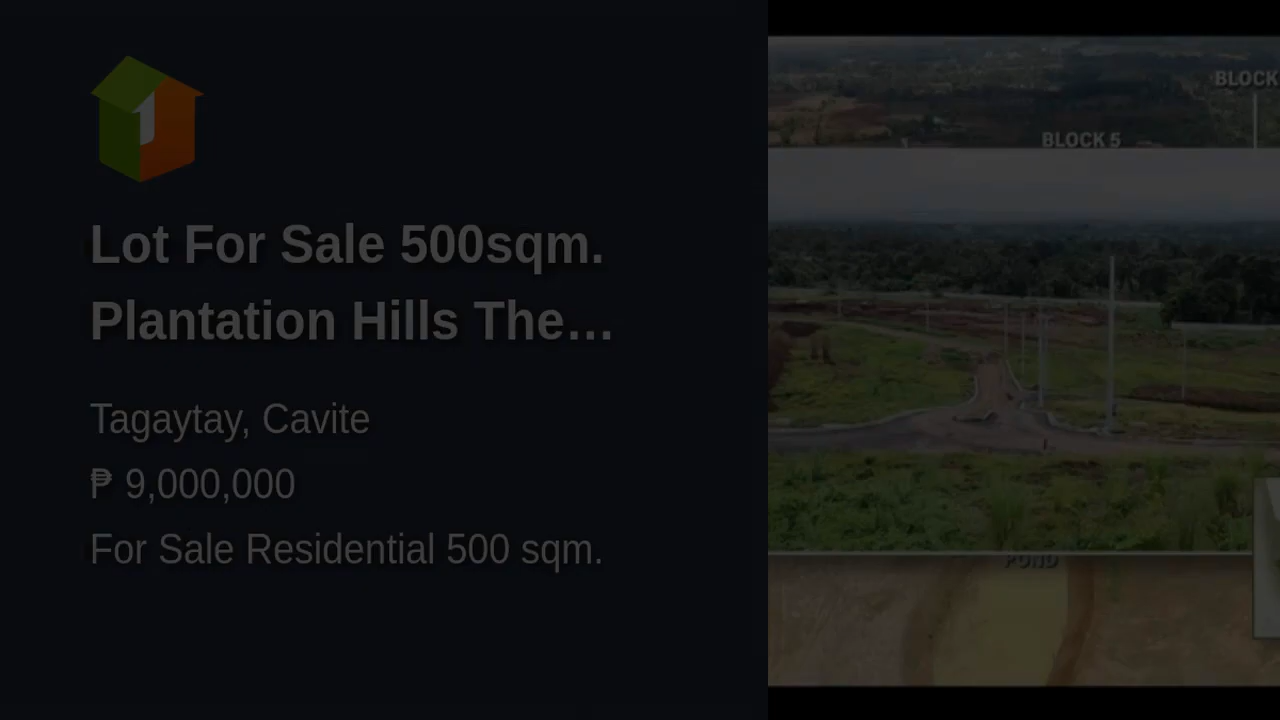 Lot For Sale 500sqm.
Plantation Hills The...
Tagaytay, Cavite
₱ 9,000,000
For Sale Residential 500 sqm.
BLOCK
BLOCK 5
POND